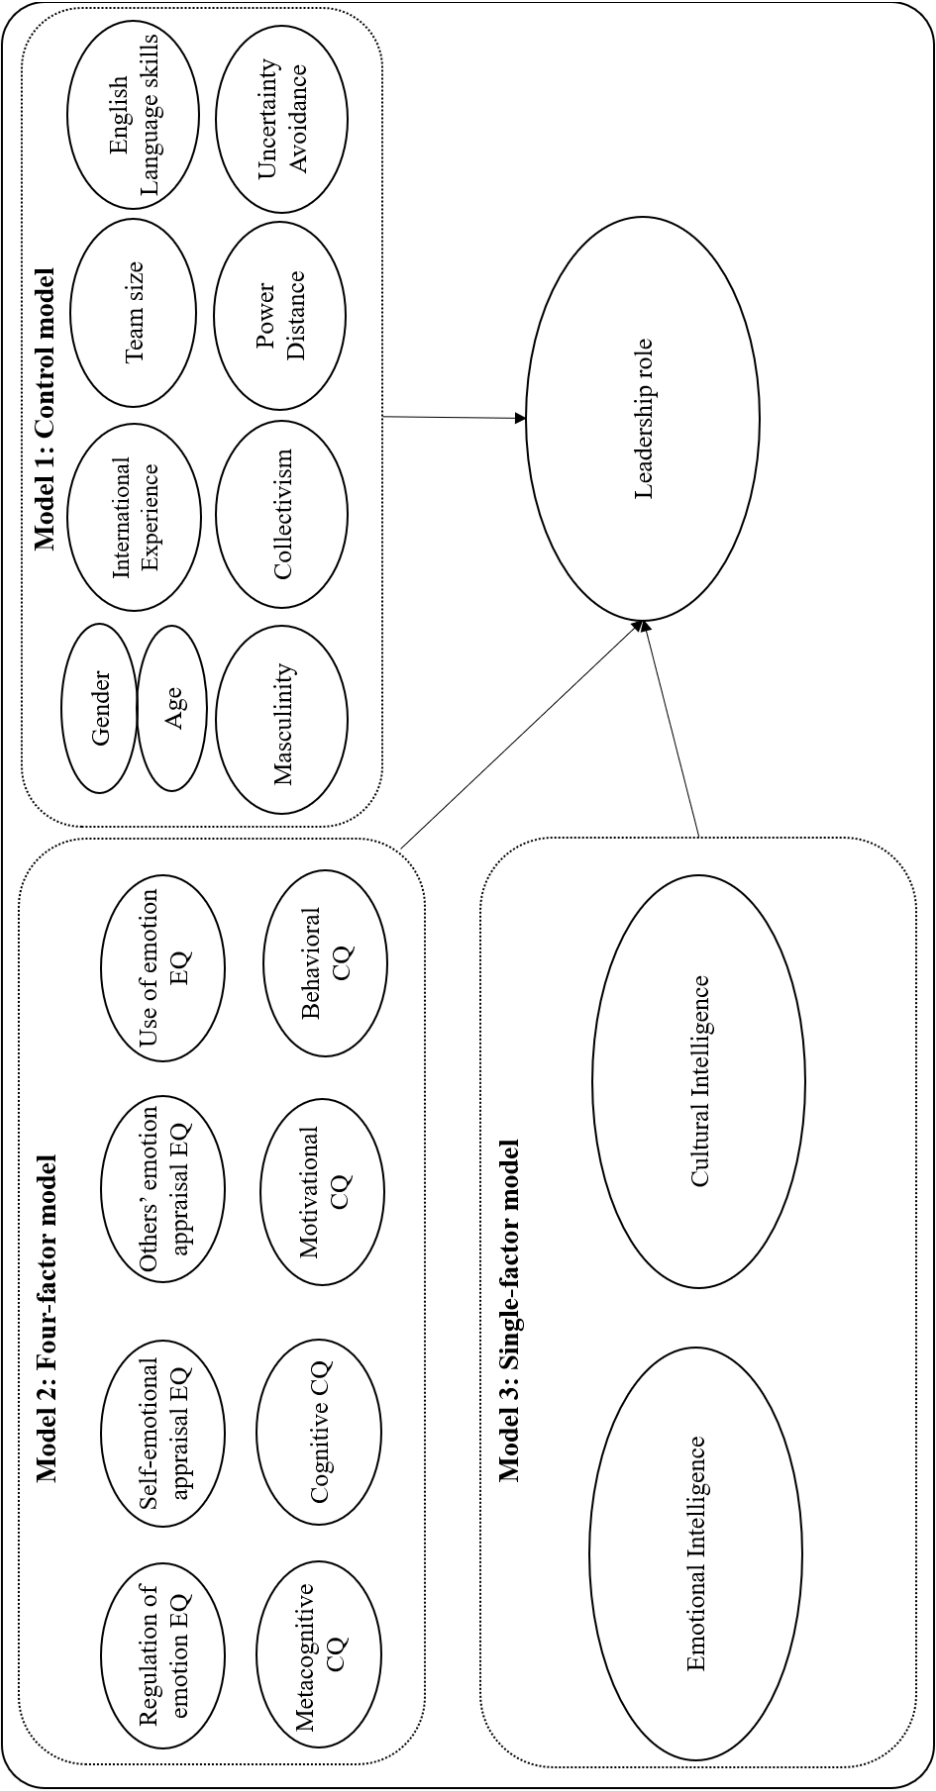 Model 2: Four-factor model
Regulation of
emotion EQ
Self-emotional
appraisal EQ
Others’ emotion
appraisal EQ
Use of emotion
EQ
Metacognitive
CQ
Cognitive CQ
Motivational
CQ
Behavioral
CQ
Model 1: Control model
Gender
Age
International
Experience
Team size
English
Language skills
Masculinity
Collectivism
Power
Distance
Uncertainty
Avoidance
Model 3: Single-factor model
Emotional Intelligence
Cultural Intelligence
Leadership role